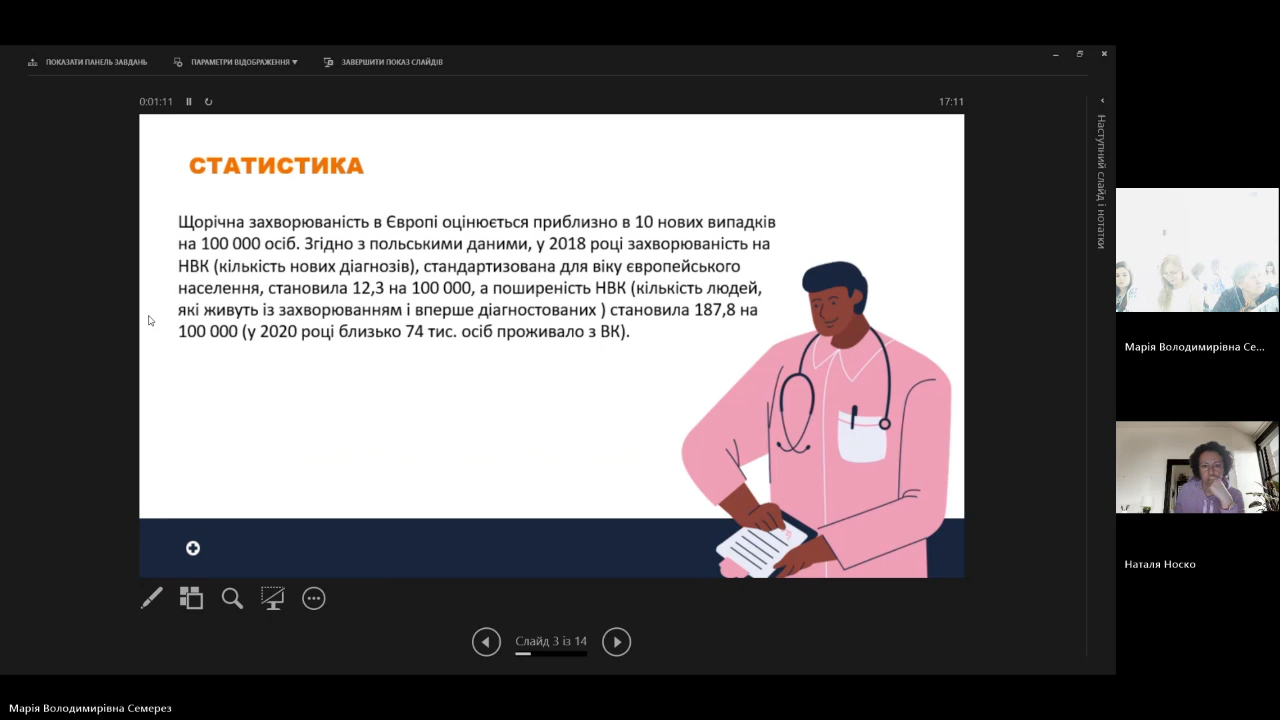 ПОКАЗАТИ ПАНЕЛЬ ЗАВДАНЬ
ПАРАМЕТРИ ВІДОБРАЖЕННЯ
ЗАВЕРШИТИ ПОКАЗ СЛАЙДІВ
0:01:11
17:11
Наступний слайд і нотатки
СТАТИСТИКА
Щорічна захворюваність в Європі оцінюється приблизно в 10 нових випадків
на 100 000 осіб. Згідно з польськими даними, у 2018 році захворюваність на
НВК (кількість нових діагнозів), стандартизована для віку європейського
населення, становила 12,3 на 100 000, а поширеність НВК (кількість людей,
які живуть із захворюванням і вперше діагностованих ) становила 187,8 на
100 000 (у 2020 році близько 74 тис. осіб проживало з ВК).
Слайд 3 із 14
Марія Володимирівна Се...
Наталя Носко
Марія Володимирівна Семерез